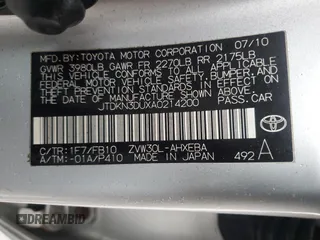 MFD. BY: TOYOTA MOTOR CORPORATION 07/10
GVWR 3980LB GAWR FR 2270LB RR 2175LB
THIS VEHICLE CONFORMS TO ALL APPLICABLE
FEDERAL MOTOR VEHICLE SAFETY, BUMPER, AND
THEFT PREVENTION STANDARDS IN EFFECT ON
THE DATE OF MANUFACTURE SHOWN ABOVE.
JTDKN3DUXA0214200 PASS.CAR
C/TR: 1F7/FB10 ZVW30L-AHXEBA
A/TM: -01A/P410 MADE IN JAPAN 492 A
TOYOTA
DREAMBID